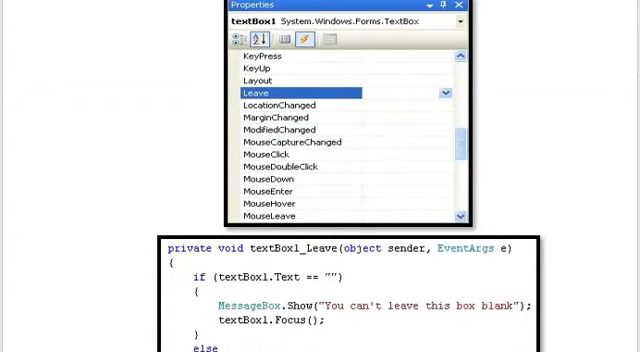 Properties
textBox1 System.Windows.Forms.TextBox
KeyPress
KeyUp
Layout
Leave
LocationChanged
MarginChanged
ModifiedChanged
MouseCaptureChanged
MouseClick
MouseDoubleClick
MouseDown
MouseEnter
MouseHover
MouseLeave
private void textBox1_Leave(object sender, EventArgs e)
{
if (textBox1.Text == "")
{
MessageBox.Show("You can't leave this box blank");
textBox1.Focus();
}
else